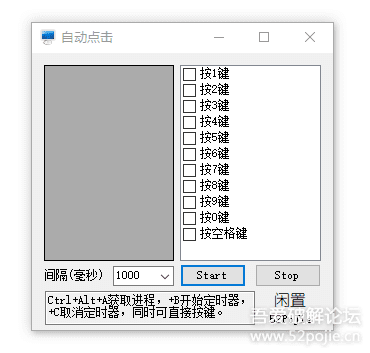 自动点击
按1键
按2键
按3键
按4键
按5键
按6键
按7键
按8键
按9键
按0键
按空格键
间隔(毫秒)
1000
Start
Stop
Ctrl+Alt+A获取进程，+B开始定时器，
+C取消定时器，同时可直接按键。
闲置
吾爱破解论坛
www.52pojie.cn